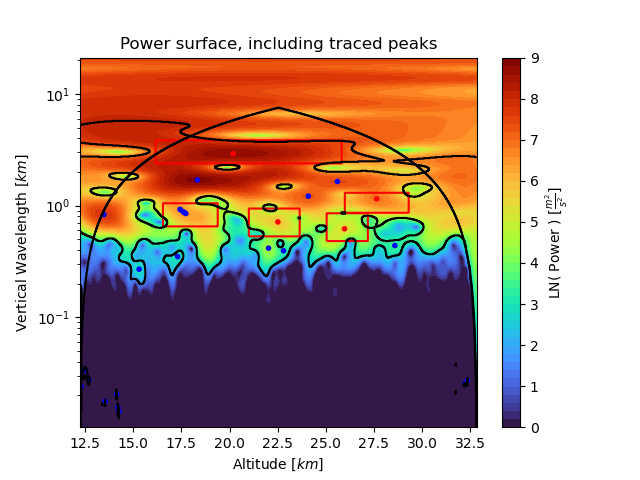 Power surface, including traced peaks
Vertical Wavelength [km]
10¹
10⁰
10⁻¹
12.5 15.0 17.5 20.0 22.5 25.0 27.5 30.0 32.5
Altitude [km]
9
8
7
6
5
4
3
2
1
0
LN( Power ) [m²/s²]